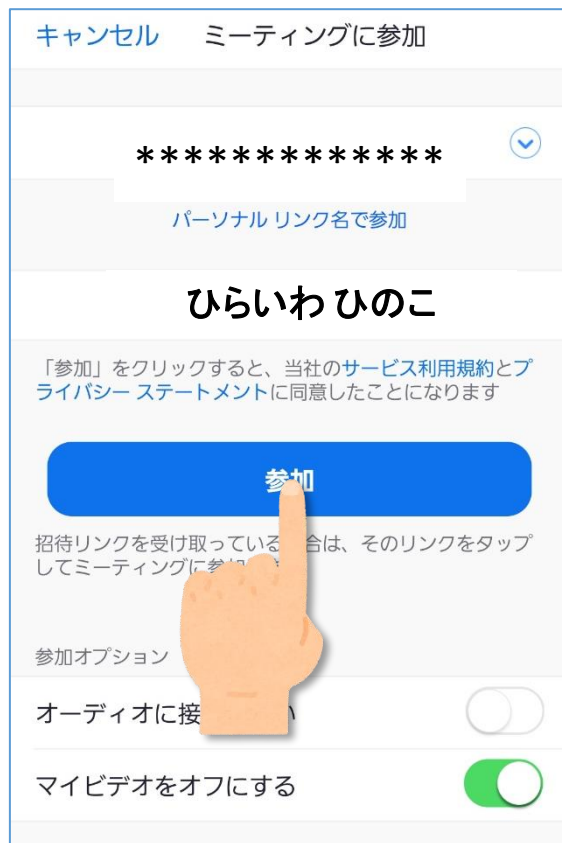 キャンセル ミーティングに参加
*************
パーソナル リンク名で参加
ひらいわ ひのこ
「参加」をクリックすると、当社のサービス利用規約とプ
ライバシー ステートメントに同意したことになります
参加
招待リンクを受け取っている 合は、そのリンクをタップ
してミーティングに参加
参加オプション
オーディオに接 い
マイビデオをオフにする